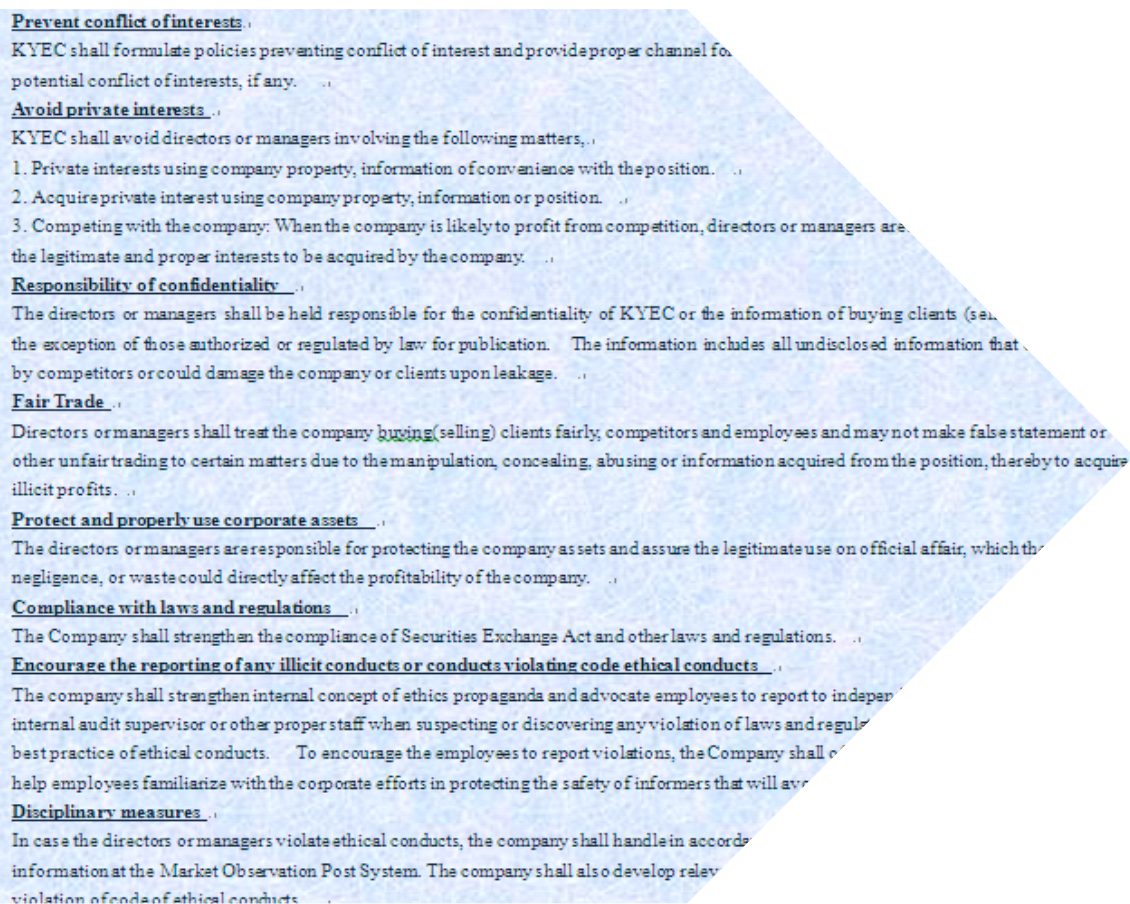 Prevent conflict of interests
KYEC shall formulate policies preventing conflict of interest and provide proper channel
potential conflict of interests, if any.
Avoid private interests
KYEC shall avoid directors or managers involving the following matters,
1. Private interests using company property, information of convenience with the position.
2. Acquire private interest using company property, information or position.
3. Competing with the company: When the company is likely to profit from competition, directors or managers are
the legitimate and proper interests to be acquired by the company.
Responsibility of confidentiality
The directors or managers shall be held responsible for the confidentiality of KYEC or the information of buying clients
the exception of those authorized or regulated by law for publication. The information includes all undisclosed information that
by competitors or could damage the company or clients upon leakage.
Fair Trade
Directors or managers shall treat the company buying(selling) clients fairly, competitors and employees and may not make false statement or
other unfair trading to certain matters due to the manipulation, concealing, abusing or information acquired from the position, thereby to acquire
illicit profits.
Protect and properly use corporate assets
The directors or managers are responsible for protecting the company assets and assure the legitimate use on official affair, which
negligence, or waste could directly affect the profitability of the company.
Compliance with laws and regulations
The Company shall strengthen the compliance of Securities Exchange Act and other laws and regulations.
Encourage the reporting of any illicit conducts or conducts violating code ethical conducts
The company shall strengthen internal concept of ethics propaganda and advocate employees to report to
internal audit supervisor or other proper staff when suspecting or discovering any violation of laws and
best practice of ethical conducts. To encourage the employees to report violations, the Company shall
help employees familiarize with the corporate efforts in protecting the safety of informers that will
Disciplinary measures
In case the directors or managers violate ethical conducts, the company shall handle in
information at the Market Observation Post System. The company shall also develop
violation of code of ethical conducts